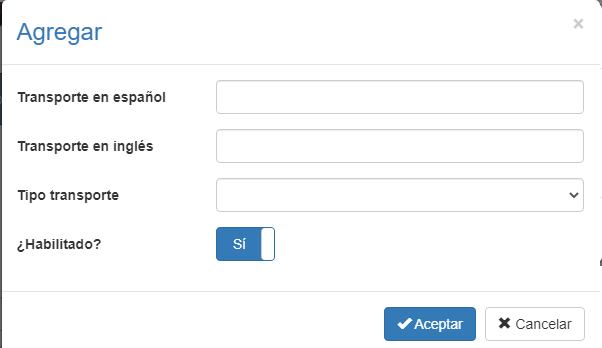 Agregar
×
Transporte en español
Transporte en inglés
Tipo transporte
¿Habilitado?
Sí
Aceptar
Cancelar